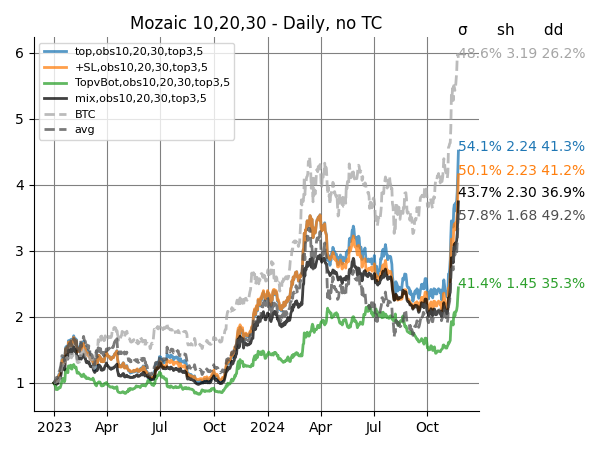 Mozaic 10,20,30 - Daily, no TC
σ sh dd
top,obs10,20,30,top3,5
+SL,obs10,20,30,top3,5
TopvBot,obs10,20,30,top3,5
mix,obs10,20,30,top3,5
BTC
avg
48.6% 3.19 26.2%
54.1% 2.24 41.3%
50.1% 2.23 41.2%
43.7% 2.30 36.9%
57.8% 1.68 49.2%
41.4% 1.45 35.3%
6
5
4
3
2
1
2023 Apr Jul Oct 2024 Apr Jul Oct